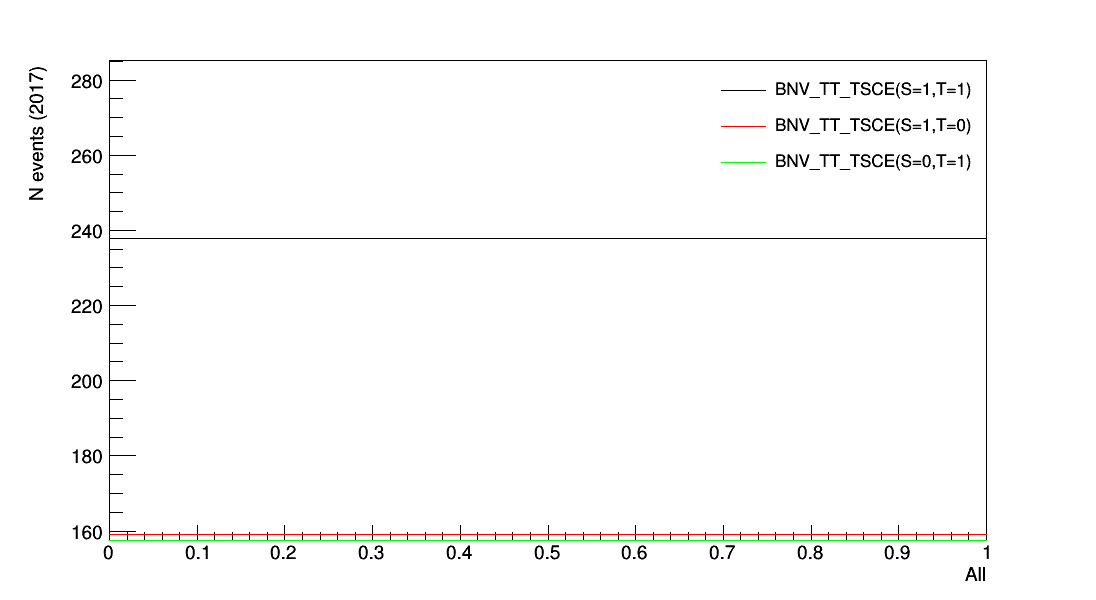 N events (2017)
280
260
240
220
200
180
160
BNV_TT_TSCE(S=1,T=1)
BNV_TT_TSCE(S=1,T=0)
BNV_TT_TSCE(S=0,T=1)
0 0.1 0.2 0.3 0.4 0.5 0.6 0.7 0.8 0.9 1
All